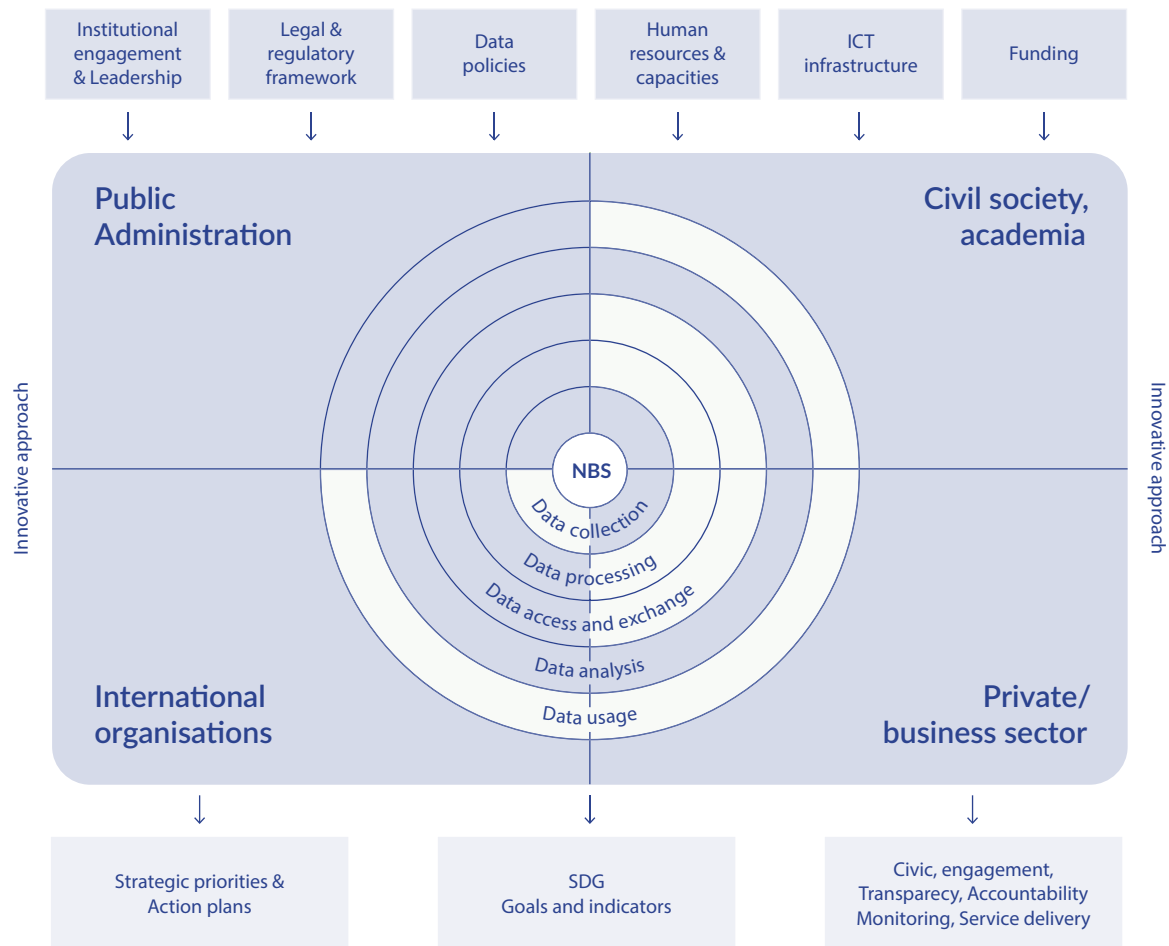 Institutional
engagement
& Leadership
Legal &
regulatory
framework
Data
policies
Human
resources &
capacities
ICT
infrastructure
Funding
Public
Administration
Civil society,
academia
Innovative approach
Innovative approach
NBS
Data collection
Data processing
Data access and exchange
Data analysis
Data usage
International
organisations
Private/
business sector
Strategic priorities &
Action plans
SDG
Goals and indicators
Civic, engagement,
Transparecy, Accountability
Monitoring, Service delivery